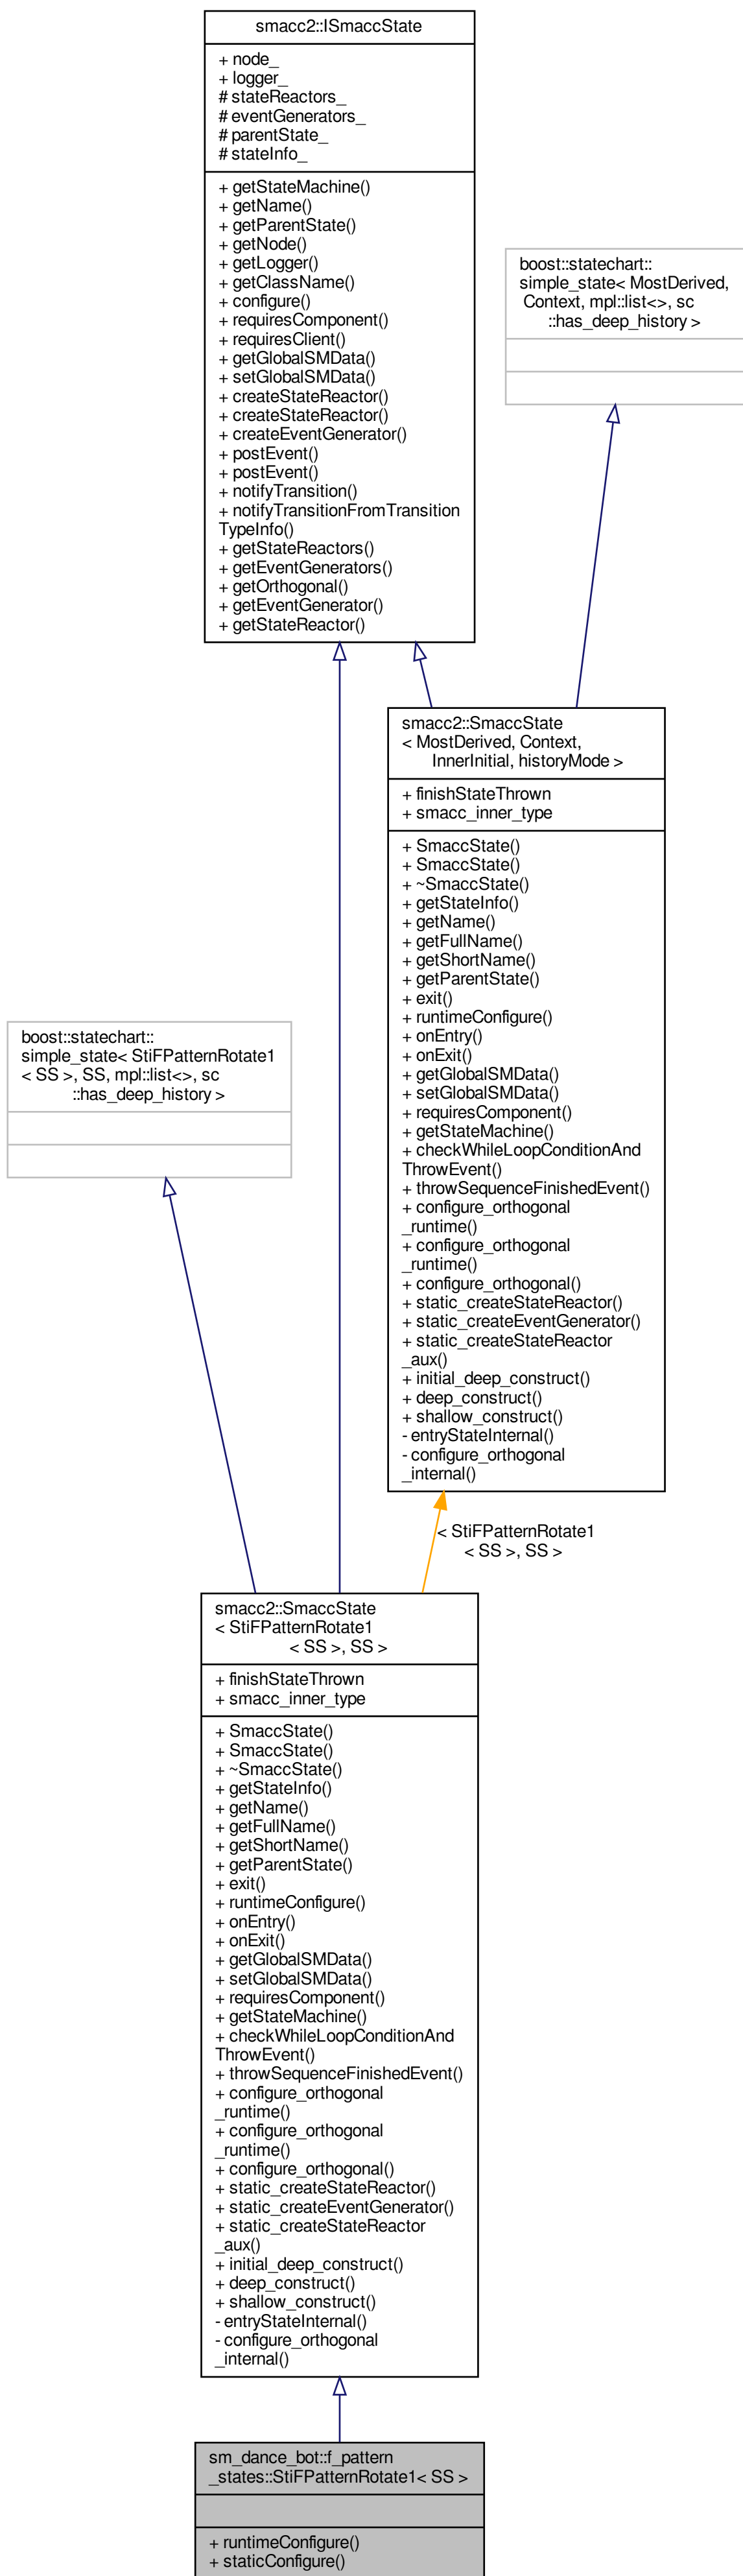 smacc2::ISmaccState
+ node_
+ logger_
# stateReactors_
# eventGenerators_
# parentState_
# stateInfo_
+ getStateMachine()
+ getName()
+ getParentState()
+ getNode()
+ getLogger()
+ getClassName()
+ configure()
+ requiresComponent()
+ requiresClient()
+ getGlobalSMData()
+ setGlobalSMData()
+ createStateReactor()
+ createStateReactor()
+ createEventGenerator()
+ postEvent()
+ postEvent()
+ notifyTransition()
+ notifyTransitionFromTransition
TypeInfo()
+ getStateReactors()
+ getEventGenerators()
+ getOrthogonal()
+ getEventGenerator()
+ getStateReactor()
boost::statechart::
simple_state< MostDerived,
Context, mpl::list<>, sc
::has_deep_history >
smacc2::SmaccState
< MostDerived, Context,
InnerInitial, historyMode >
+ finishStateThrown
+ smacc_inner_type
+ SmaccState()
+ SmaccState()
+ ~SmaccState()
+ getStateInfo()
+ getName()
+ getFullName()
+ getShortName()
+ getParentState()
+ exit()
+ runtimeConfigure()
+ onEntry()
+ onExit()
+ getGlobalSMData()
+ setGlobalSMData()
+ requiresComponent()
+ getStateMachine()
+ checkWhileLoopConditionAnd
ThrowEvent()
+ throwSequenceFinishedEvent()
+ configure_orthogonal
_runtime()
+ configure_orthogonal
_runtime()
+ configure_orthogonal()
+ static_createStateReactor()
+ static_createEventGenerator()
+ static_createStateReactor
_aux()
+ initial_deep_construct()
+ deep_construct()
+ shallow_construct()
- entryStateInternal()
- configure_orthogonal
_internal()
boost::statechart::
simple_state< StiFPatternRotate1
< SS >, SS, mpl::list<>, sc
::has_deep_history >
< StiFPatternRotate1
< SS >, SS >
smacc2::SmaccState
< StiFPatternRotate1
< SS >, SS >
+ finishStateThrown
+ smacc_inner_type
+ SmaccState()
+ SmaccState()
+ ~SmaccState()
+ getStateInfo()
+ getName()
+ getFullName()
+ getShortName()
+ getParentState()
+ exit()
+ runtimeConfigure()
+ onEntry()
+ onExit()
+ getGlobalSMData()
+ setGlobalSMData()
+ requiresComponent()
+ getStateMachine()
+ checkWhileLoopConditionAnd
ThrowEvent()
+ throwSequenceFinishedEvent()
+ configure_orthogonal
_runtime()
+ configure_orthogonal
_runtime()
+ configure_orthogonal()
+ static_createStateReactor()
+ static_createEventGenerator()
+ static_createStateReactor
_aux()
+ initial_deep_construct()
+ deep_construct()
+ shallow_construct()
- entryStateInternal()
- configure_orthogonal
_internal()
sm_dance_bot::f_pattern
_states::StiFPatternRotate1< SS >
+ runtimeConfigure()
+ staticConfigure()